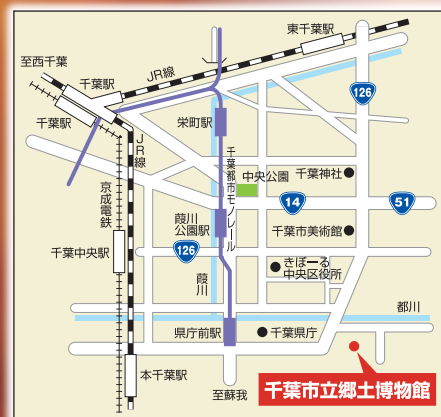 東千葉駅
至西千葉
JR線
千葉駅
126
千葉駅
栄町駅
JR線
千葉都市モノレール
中央公園
千葉神社
京成電鉄
14
51
葭川
公園駅
千葉市美術館
126
千葉中央駅
きぼーる
中央区役所
葭川
都川
県庁前駅
千葉県庁
本千葉駅
至蘇我
千葉市立郷土博物館